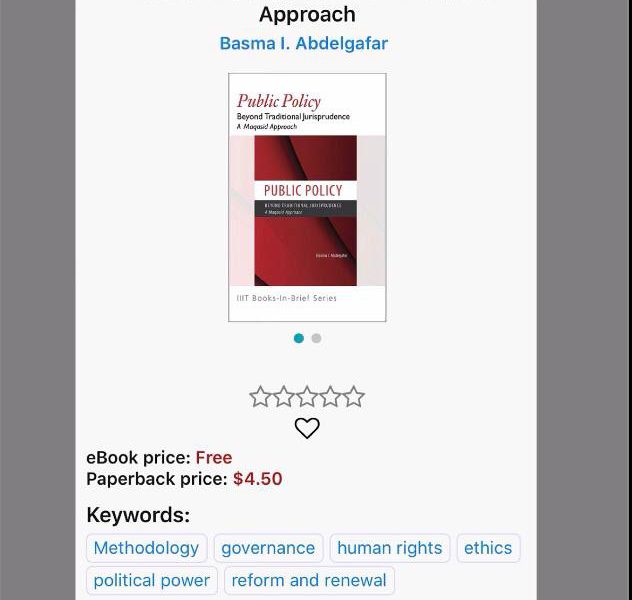 Approach
Basma I. Abdelgafar
Public Policy
Beyond Traditional Jurisprudence
A Maqasid Approach
PUBLIC POLICY
BEYOND TRADITIONAL JURISPRUDENCE
A Maqasid Approach
Basma I. Abdelgafar
IIIT Books-In-Brief Series
eBook price: Free
Paperback price: $4.50
Keywords:
Methodology governance human rights ethics
political power reform and renewal